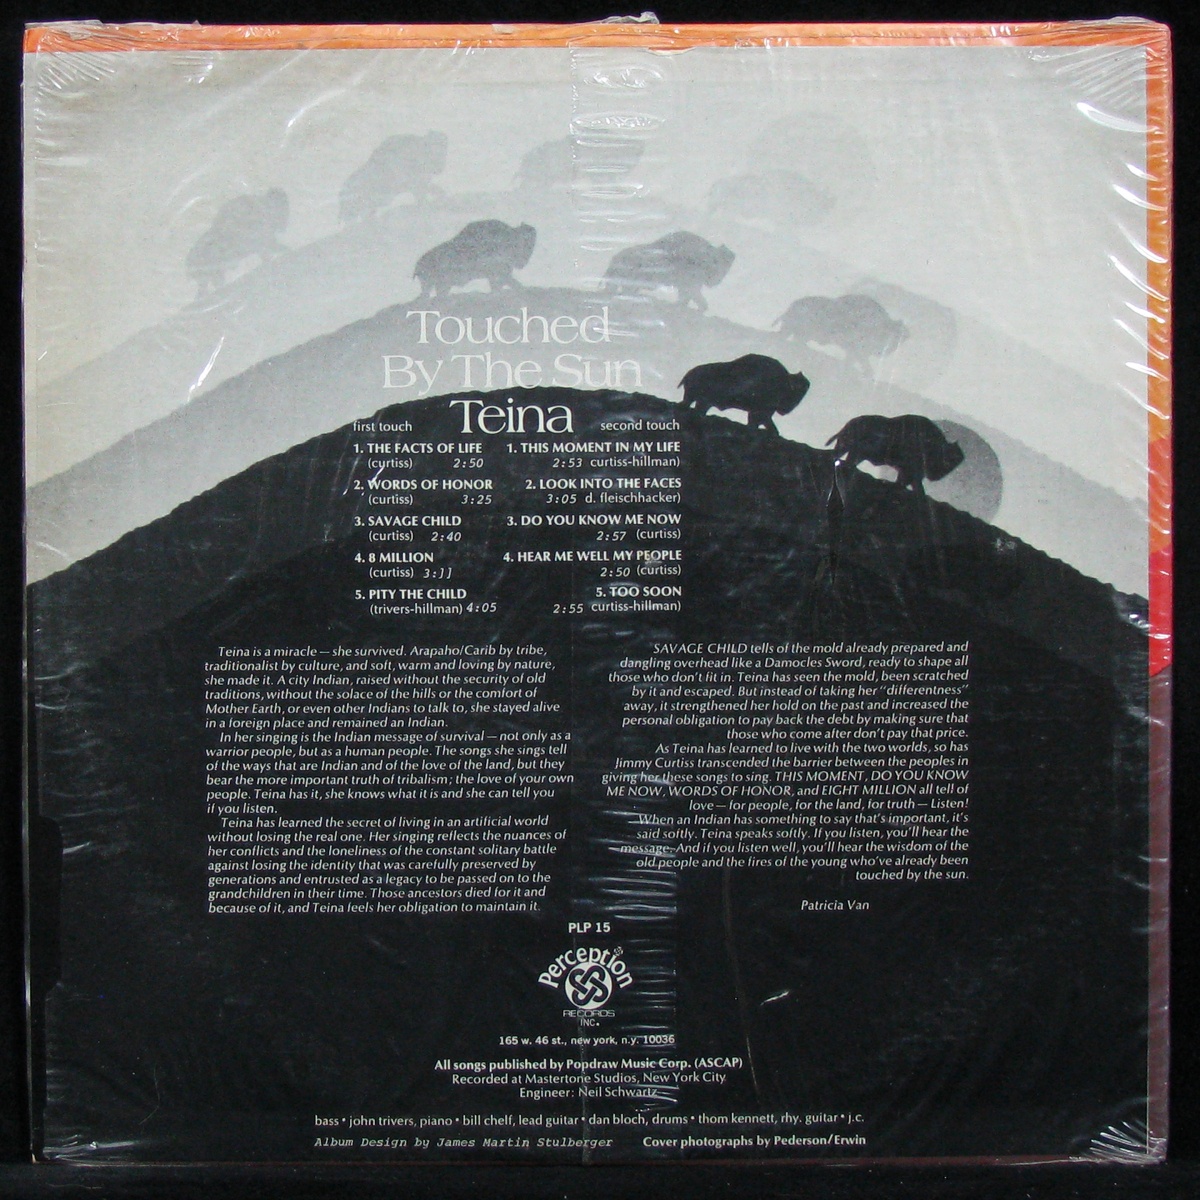 Touched
By The Sun
Teina
first touch
1. THE FACTS OF LIFE
(curtiss) 2:50
2. WORDS OF HONOR
(curtiss) 3:25
3. SAVAGE CHILD
(curtiss) 2:40
4. 8 MILLION
(curtiss) 3:11
5. PITY THE CHILD
(trivers-hillman) 4:05
second touch
1. THIS MOMENT IN MY LIFE
2:53 curtiss-hillman)
2. LOOK INTO THE FACES
3:05 d. fleischhacker)
3. DO YOU KNOW ME NOW
2:57 (curtiss)
4. HEAR ME WELL MY PEOPLE
2:50 (curtiss)
5. TOO SOON
2:55 curtiss-hillman)
Teina is a miracle — she survived. Arapaho/Carib by tribe,
traditionalist by culture, and soft, warm and loving by nature,
she made it. A city Indian, raised without the security of old
traditions, without the solace of the hills or the comfort of
Mother Earth, or even other Indians to talk to, she stayed alive
in a foreign place and remained an Indian.
In her singing is the Indian message of survival — not only as a
warrior people, but as a human people. The songs she sings tell
of the ways that are Indian and of the love of the land, but they
bear the more important truth of tribalism; the love of your own
people. Teina has it, she knows what it is and she can tell you
if you listen.
Teina has learned the secret of living in an artificial world
without losing the real one. Her singing reflects the nuances of
her conflicts and the loneliness of the constant solitary battle
against losing the identity that was carefully preserved by
generations and entrusted as a legacy to be passed on to the
grandchildren in their time. Those ancestors died for it and
because of it, and Teina feels her obligation to maintain it.
SAVAGE CHILD tells of the mold already prepared and
dangling overhead like a Damocles Sword, ready to shape all
those who don't fit in. Teina has seen the mold, been scratched
by it and escaped. But instead of taking her "differentness"
away, it strengthened her hold on the past and increased the
personal obligation to pay back the debt by making sure that
those who come after don't pay that price.
As Teina has learned to live with the two worlds, so has
Jimmy Curtiss transcended the barrier between the peoples in
giving her these songs to sing. THIS MOMENT, DO YOU KNOW
ME NOW, WORDS OF HONOR, and EIGHT MILLION all tell of
love — for people, for the land, for truth — Listen!
When an Indian has something to say that's important, it's
said softly. Teina speaks softly. If you listen, you'll hear the
message. And if you listen well, you'll hear the wisdom of the
old people and the fires of the young who've already been
touched by the sun.
Patricia Van
PLP 15
Perception
RECORDS
INC.
165 w. 46 st., new york, n.y. 10036
All songs published by Popdraw Music Corp. (ASCAP)
Recorded at Mastertone Studios, New York City
Engineer: Neil Schwartz
bass • john trivers, piano • bill chelf, lead guitar • dan bloch, drums • thom kennett, rhy. guitar • j.c.
Album Design by James Martin Stulberger Cover photographs by Pederson/Erwin